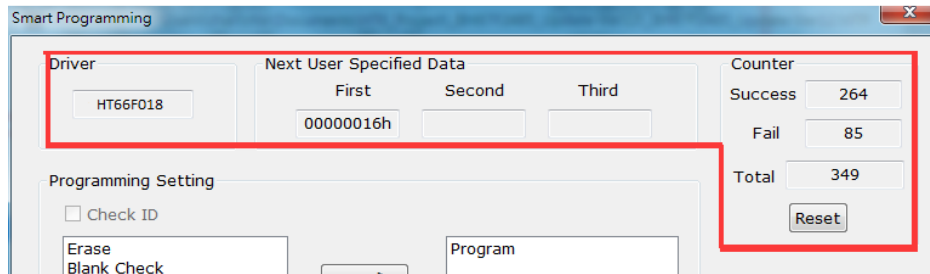 Smart Programming
Driver
HT66F018
Next User Specified Data
First Second Third
00000016h
Counter
Success 264
Fail 85
Total 349
Reset
Programming Setting
Check ID
Erase
Blank Check
Program